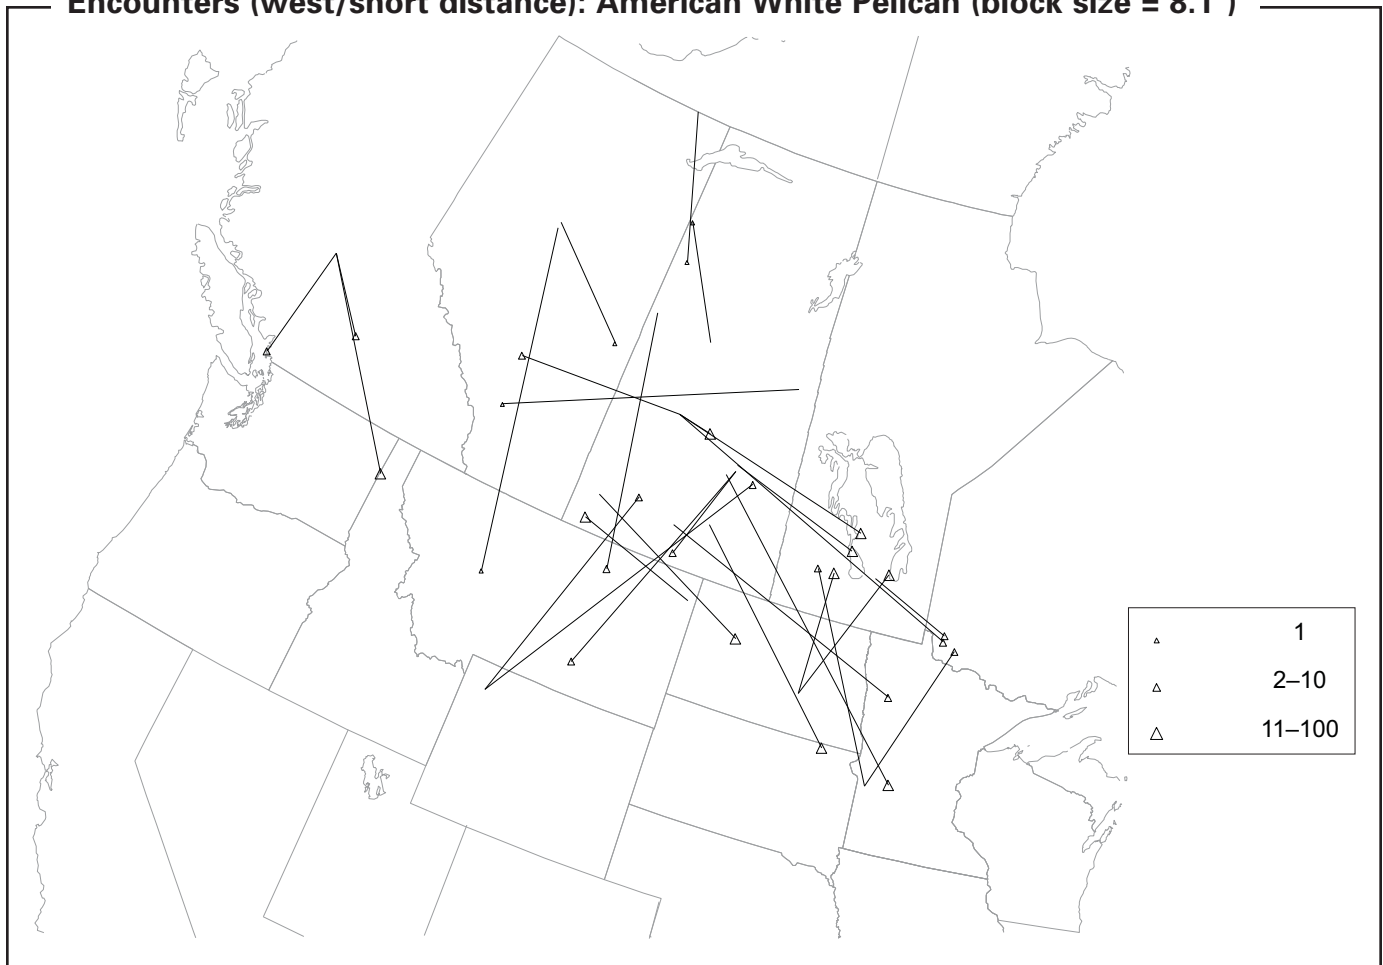 Encounters (west/short distance): American White Pelican (block size = 8.1°)
1
2–10
11–100